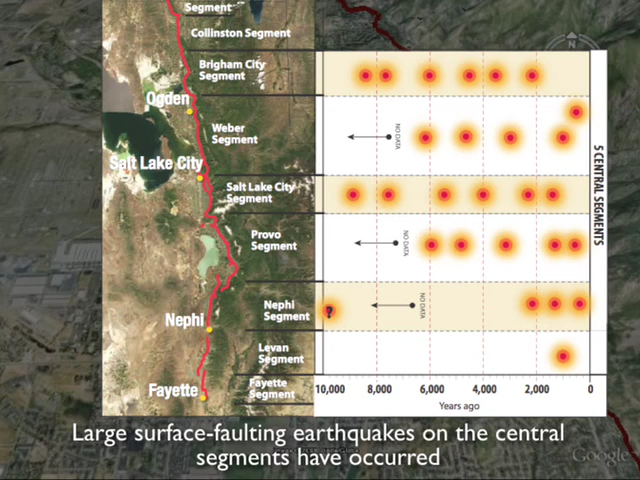 Segment
Collinston Segment
Brigham City
Segment
Ogden
Weber
Segment
NO DATA
Salt Lake City
Salt Lake City
Segment
5 CENTRAL SEGMENTS
Provo
Segment
NO DATA
Nephi
Segment
?
NO DATA
Nephi
Levan
Segment
Fayette
Fayette
Segment
10,000 8,000 6,000 4,000 2,000 0
Years ago
Large surface-faulting earthquakes on the central
segments have occurred
Google
N